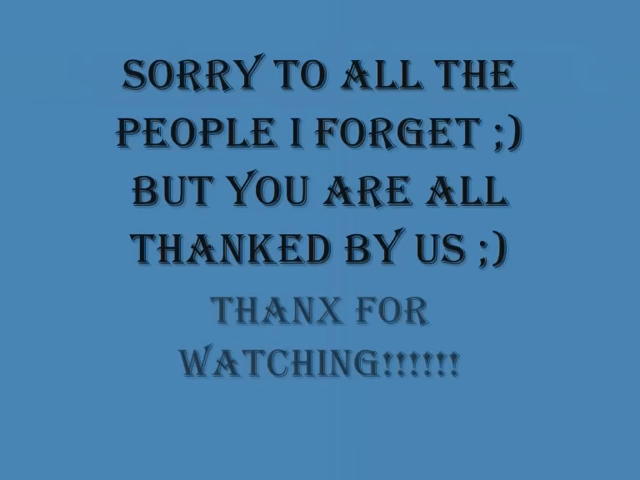 SORRY TO ALL THE
PEOPLE I FORGET ;)
BUT YOU ARE ALL
THANKED BY US ;)
THANX FOR
WATCHING!!!!!!